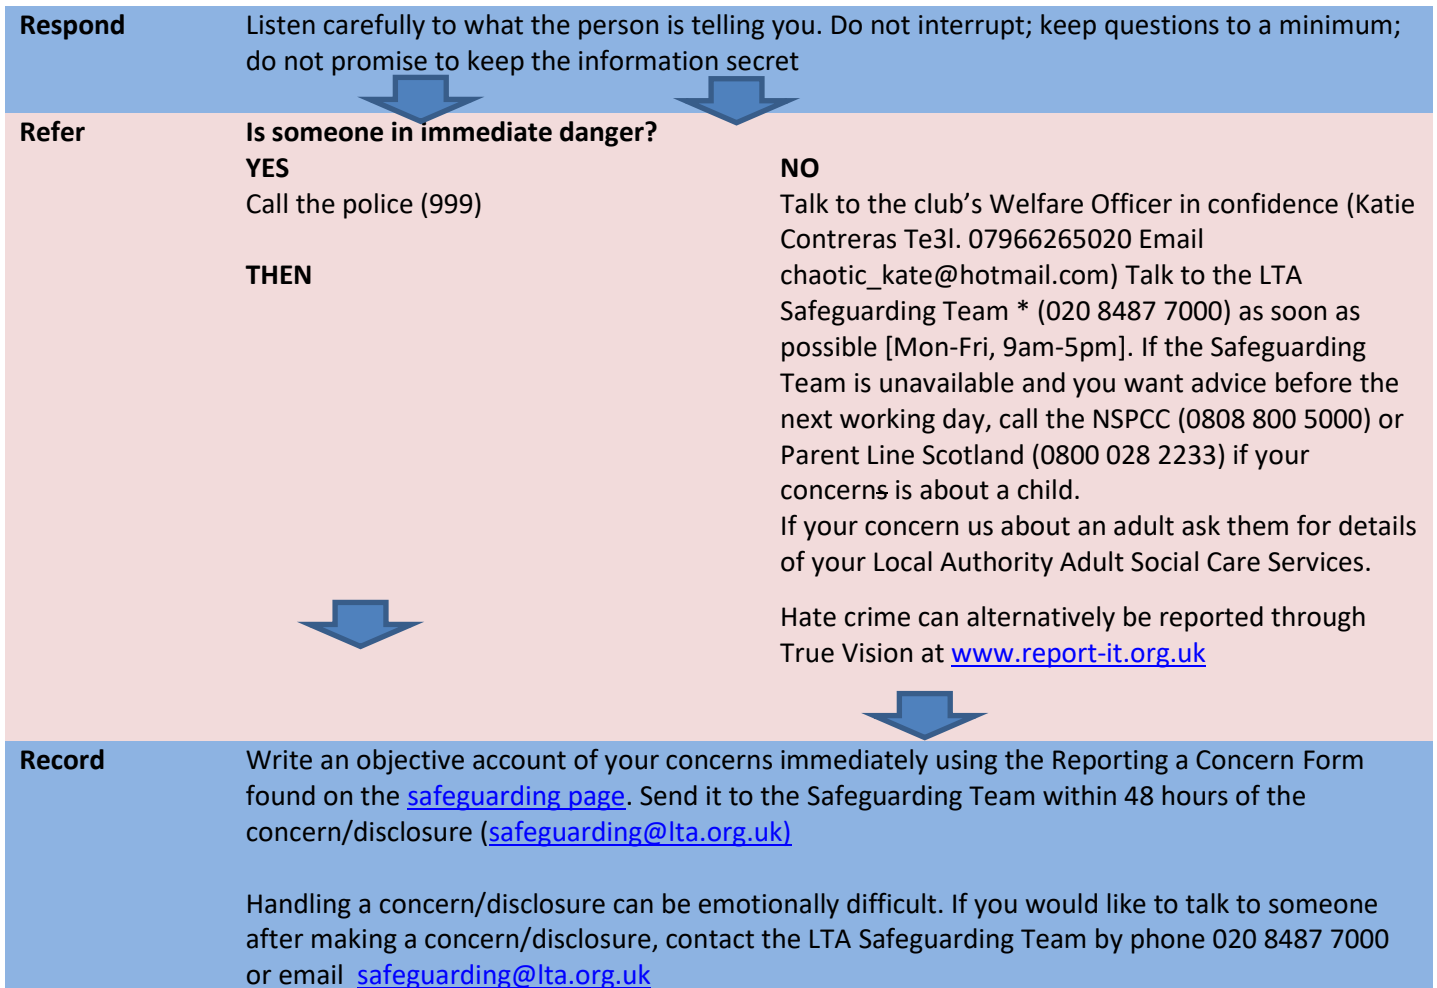 Respond Listen carefully to what the person is telling you. Do not interrupt; keep questions to a minimum;
do not promise to keep the information secret
Refer Is someone in immediate danger?
YES
Call the police (999)
THEN
NO
Talk to the club’s Welfare Officer in confidence (Katie
Contreras Te3l. 07966265020 Email
chaotic_kate@hotmail.com) Talk to the LTA
Safeguarding Team * (020 8487 7000) as soon as
possible [Mon-Fri, 9am-5pm]. If the Safeguarding
Team is unavailable and you want advice before the
next working day, call the NSPCC (0808 800 5000) or
Parent Line Scotland (0800 028 2233) if your
concerns is about a child.
If your concern us about an adult ask them for details
of your Local Authority Adult Social Care Services.
Hate crime can alternatively be reported through
True Vision at www.report-it.org.uk
Record Write an objective account of your concerns immediately using the Reporting a Concern Form
found on the safeguarding page. Send it to the Safeguarding Team within 48 hours of the
concern/disclosure (safeguarding@lta.org.uk)
Handling a concern/disclosure can be emotionally difficult. If you would like to talk to someone
after making a concern/disclosure, contact the LTA Safeguarding Team by phone 020 8487 7000
or email safeguarding@lta.org.uk